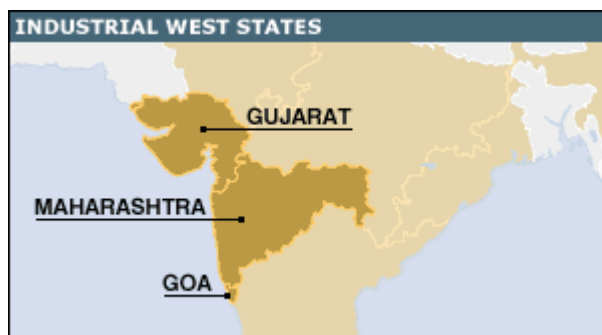 INDUSTRIAL WEST STATES
GUJARAT
MAHARASHTRA
GOA